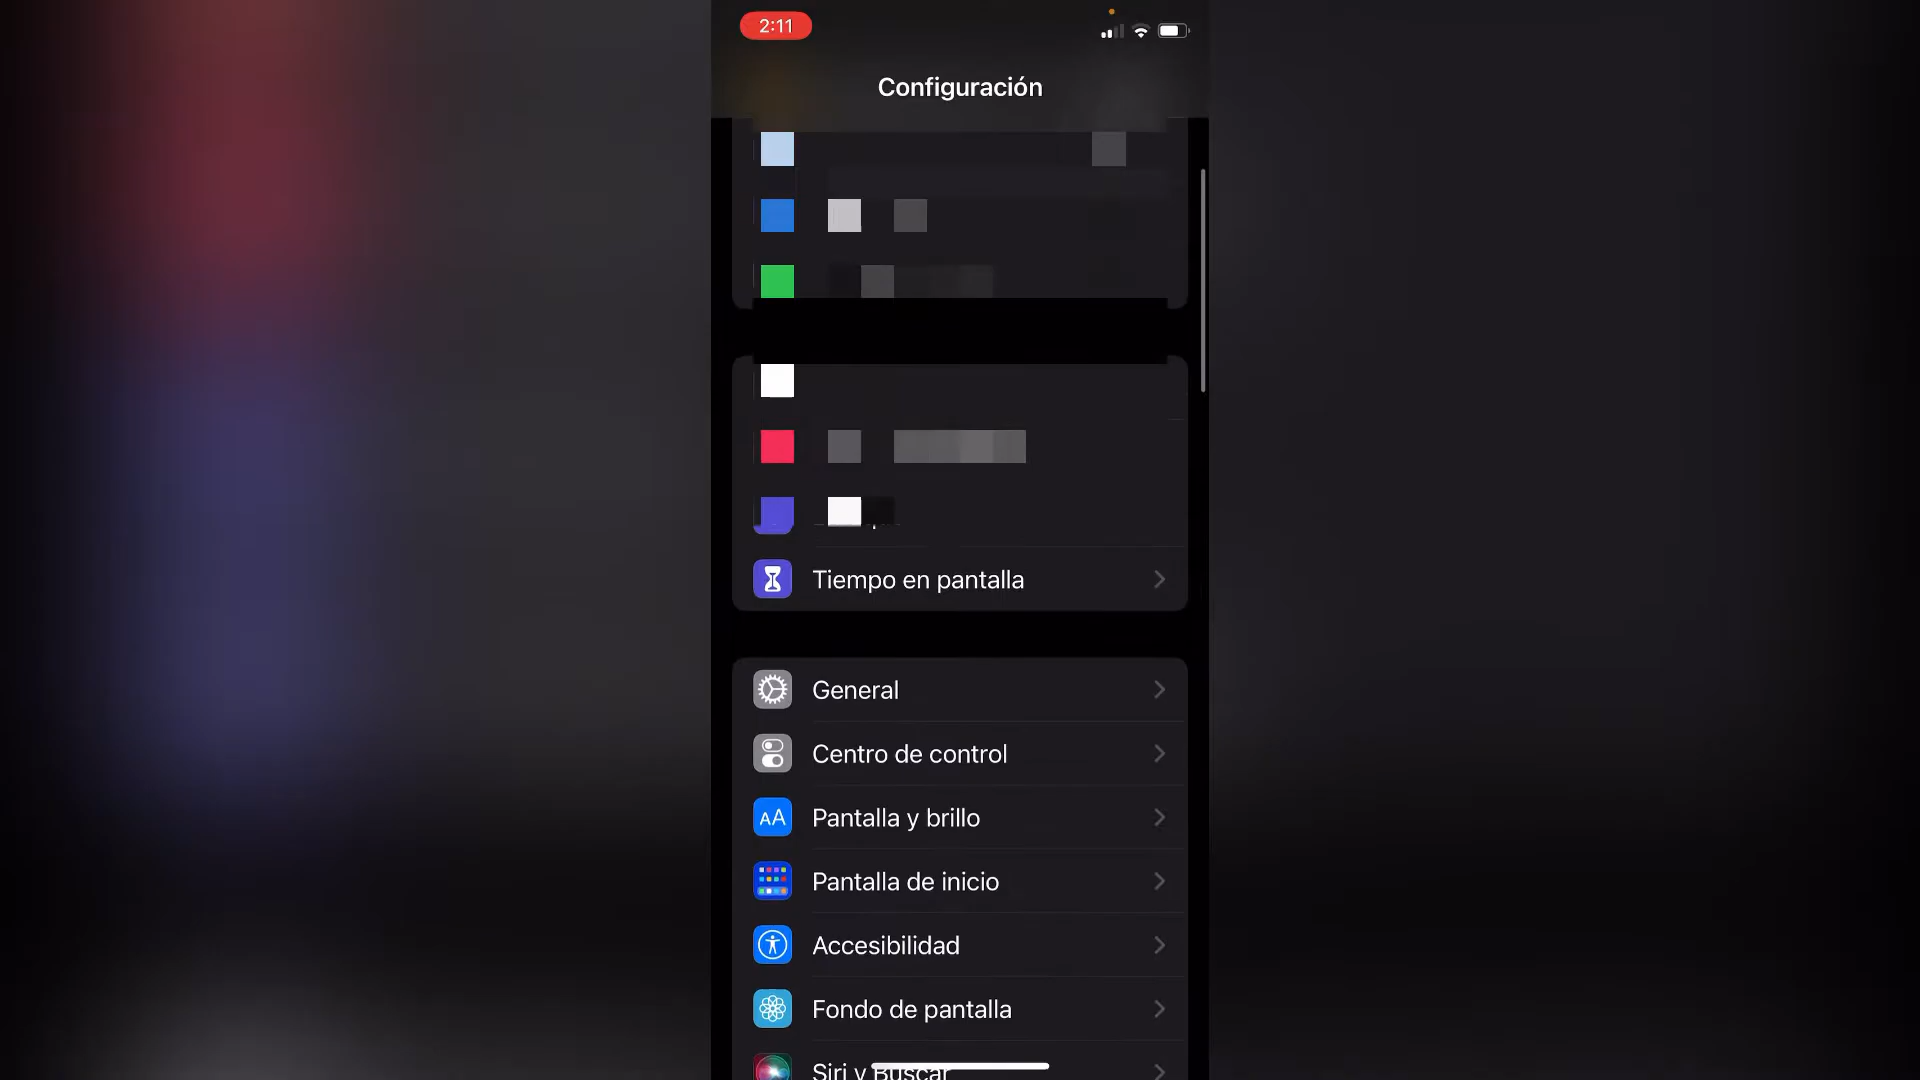 2:11
Configuración
Tiempo en pantalla
General
Centro de control
AA Pantalla y brillo
Pantalla de inicio
Accesibilidad
Fondo de pantalla
Siri y Buscar